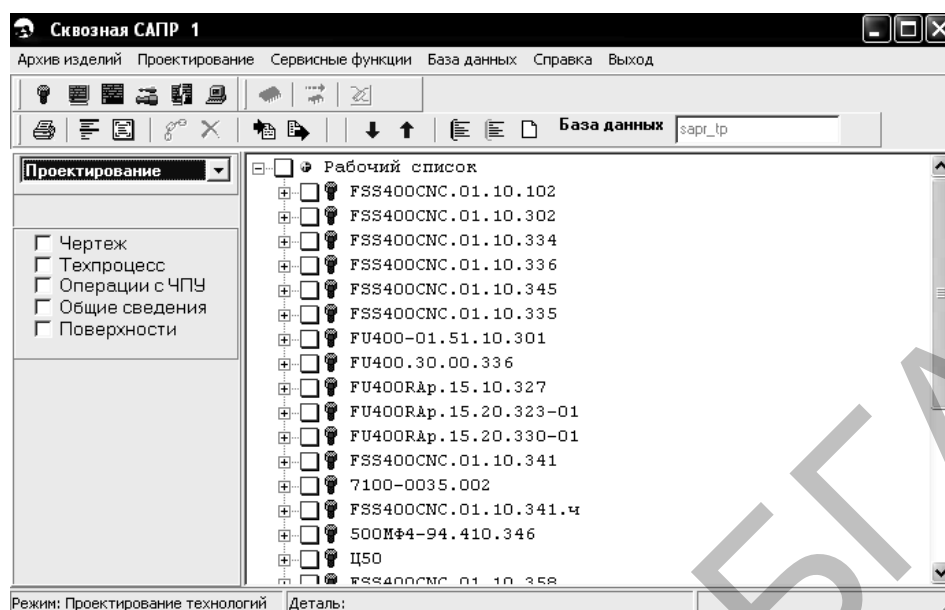 Сквозная САПР 1
Архив изделий Проектирование Сервисные функции База данных Справка Выход
База данных sapr_tp
Проектирование
Чертеж
Техпроцесс
Операции с ЧПУ
Общие сведения
Поверхности
Рабочий список
FSS400CNC.01.10.102
FSS400CNC.01.10.302
FSS400CNC.01.10.334
FSS400CNC.01.10.336
FSS400CNC.01.10.345
FSS400CNC.01.10.335
FU400-01.51.10.301
FU400.30.00.336
FU400RAp.15.10.327
FU400RAp.15.20.323-01
FU400RAp.15.20.330-01
FSS400CNC.01.10.341
7100-0035.002
FSS400CNC.01.10.341.ч
500МФ4-94.410.346
Ц50
FSS400CNC.01.10.358
Режим: Проектирование технологий Деталь: